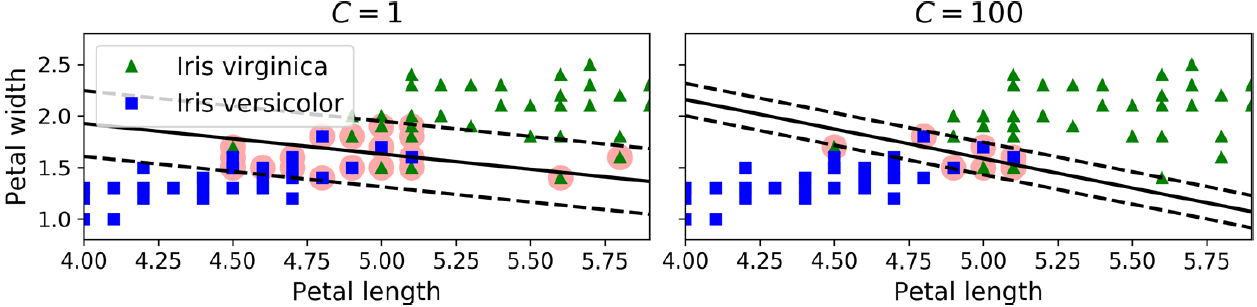 C = 1
C = 100
Iris virginica
Iris versicolor
Petal width
2.5
2.0
1.5
1.0
4.00 4.25 4.50 4.75 5.00 5.25 5.50 5.75
4.00 4.25 4.50 4.75 5.00 5.25 5.50 5.75
Petal length
Petal length